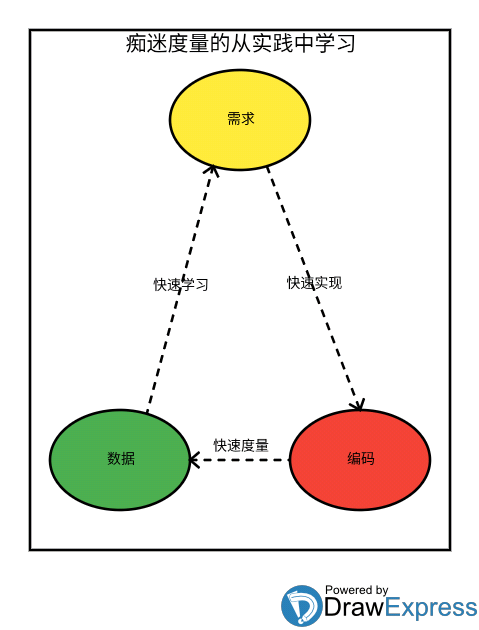 痴迷度量的从实践中学习
需求
快速学习
快速实现
快速度量
数据
编码
Powered by
DrawExpress